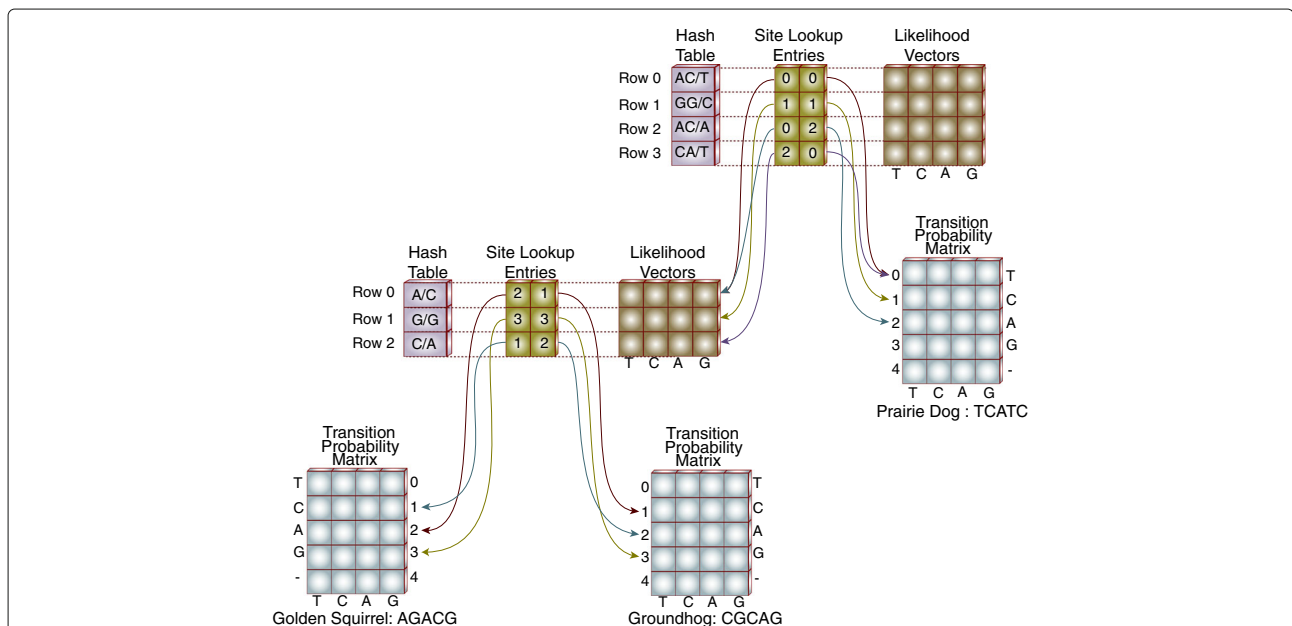 Hash Table
Site Lookup Entries
Likelihood Vectors
Row 0 AC/T 0 0
Row 1 GG/C 1 1
Row 2 AC/A 0 2
Row 3 CA/T 2 0
T C A G
Transition Probability Matrix
0 T
1 C
2 A
3 G
4 -
T C A G
Prairie Dog : TCATC
Hash Table
Site Lookup Entries
Likelihood Vectors
Row 0 A/C 2 1
Row 1 G/G 3 3
Row 2 C/A 1 2
T C A G
Transition Probability Matrix
T 0
C 1
A 2
G 3
- 4
T C A G
Golden Squirrel: AGACG
Transition Probability Matrix
0 T
1 C
2 A
3 G
4 -
T C A G
Groundhog: CGCAG